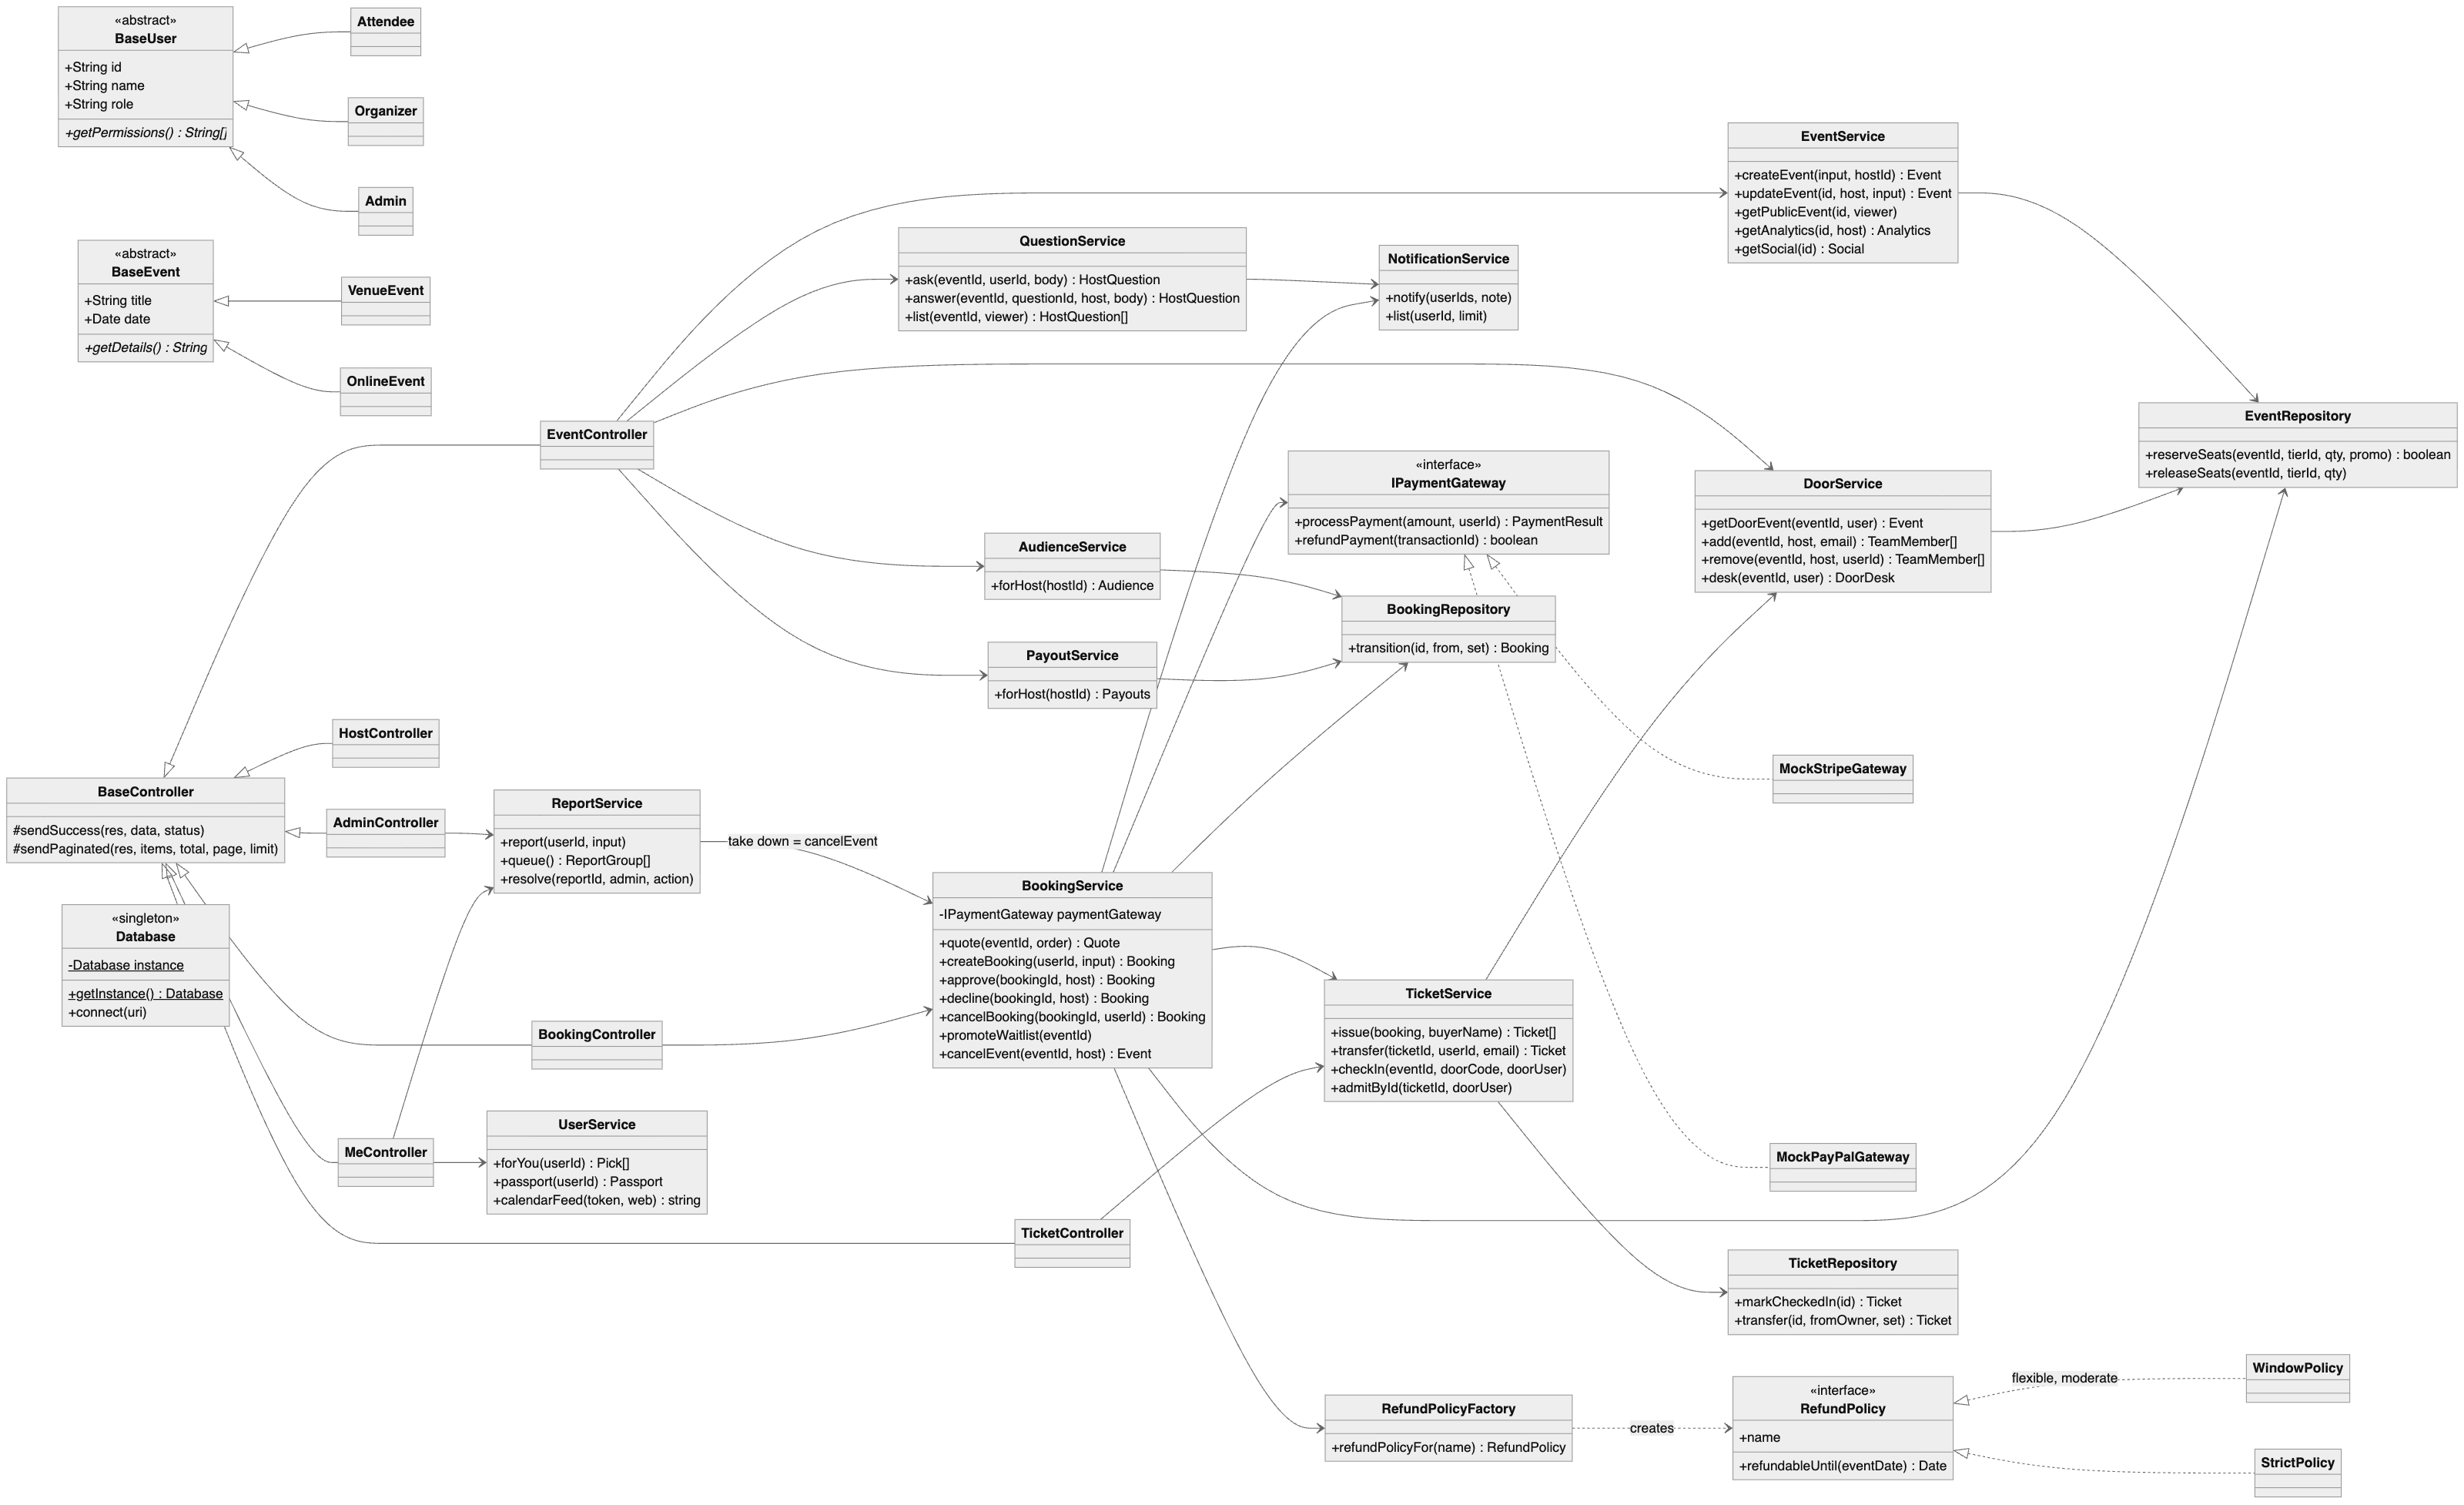 «abstract»
BaseUser
+String id
+String name
+String role
+getPermissions() : String[]
Attendee
Organizer
Admin
«abstract»
BaseEvent
+String title
+Date date
+getDetails() : String
VenueEvent
OnlineEvent
EventController
QuestionService
+ask(eventId, userId, body) : HostQuestion
+answer(eventId, questionId, host, body) : HostQuestion
+list(eventId, viewer) : HostQuestion[]
NotificationService
+notify(userIds, note)
+list(userId, limit)
EventService
+createEvent(input, hostId) : Event
+updateEvent(id, host, input) : Event
+getPublicEvent(id, viewer)
+getAnalytics(id, host) : Analytics
+getSocial(id) : Social
EventRepository
+reserveSeats(eventId, tierId, qty, promo) : boolean
+releaseSeats(eventId, tierId, qty)
«interface»
IPaymentGateway
+processPayment(amount, userId) : PaymentResult
+refundPayment(transactionId) : boolean
DoorService
+getDoorEvent(eventId, user) : Event
+add(eventId, host, email) : TeamMember[]
+remove(eventId, host, userId) : TeamMember[]
+desk(eventId, user) : DoorDesk
AudienceService
+forHost(hostId) : Audience
BookingRepository
+transition(id, from, set) : Booking
PayoutService
+forHost(hostId) : Payouts
MockStripeGateway
HostController
BaseController
#sendSuccess(res, data, status)
#sendPaginated(res, items, total, page, limit)
AdminController
ReportService
+report(userId, input)
+queue() : ReportGroup[]
+resolve(reportId, admin, action)
take down = cancelEvent
«singleton»
Database
-Database instance
+getInstance() : Database
+connect(uri)
BookingService
-IPaymentGateway paymentGateway
+quote(eventId, order) : Quote
+createBooking(userId, input) : Booking
+approve(bookingId, host) : Booking
+decline(bookingId, host) : Booking
+cancelBooking(bookingId, userId) : Booking
+promoteWaitlist(eventId)
+cancelEvent(eventId, host) : Event
BookingController
TicketService
+issue(booking, buyerName) : Ticket[]
+transfer(ticketId, userId, email) : Ticket
+checkIn(eventId, doorCode, doorUser)
+admitById(ticketId, doorUser)
MeController
UserService
+forYou(userId) : Pick[]
+passport(userId) : Passport
+calendarFeed(token, web) : string
MockPayPalGateway
TicketController
TicketRepository
+markCheckedIn(id) : Ticket
+transfer(id, fromOwner, set) : Ticket
RefundPolicyFactory
+refundPolicyFor(name) : RefundPolicy
creates
«interface»
RefundPolicy
+name
+refundableUntil(eventDate) : Date
flexible, moderate
WindowPolicy
StrictPolicy